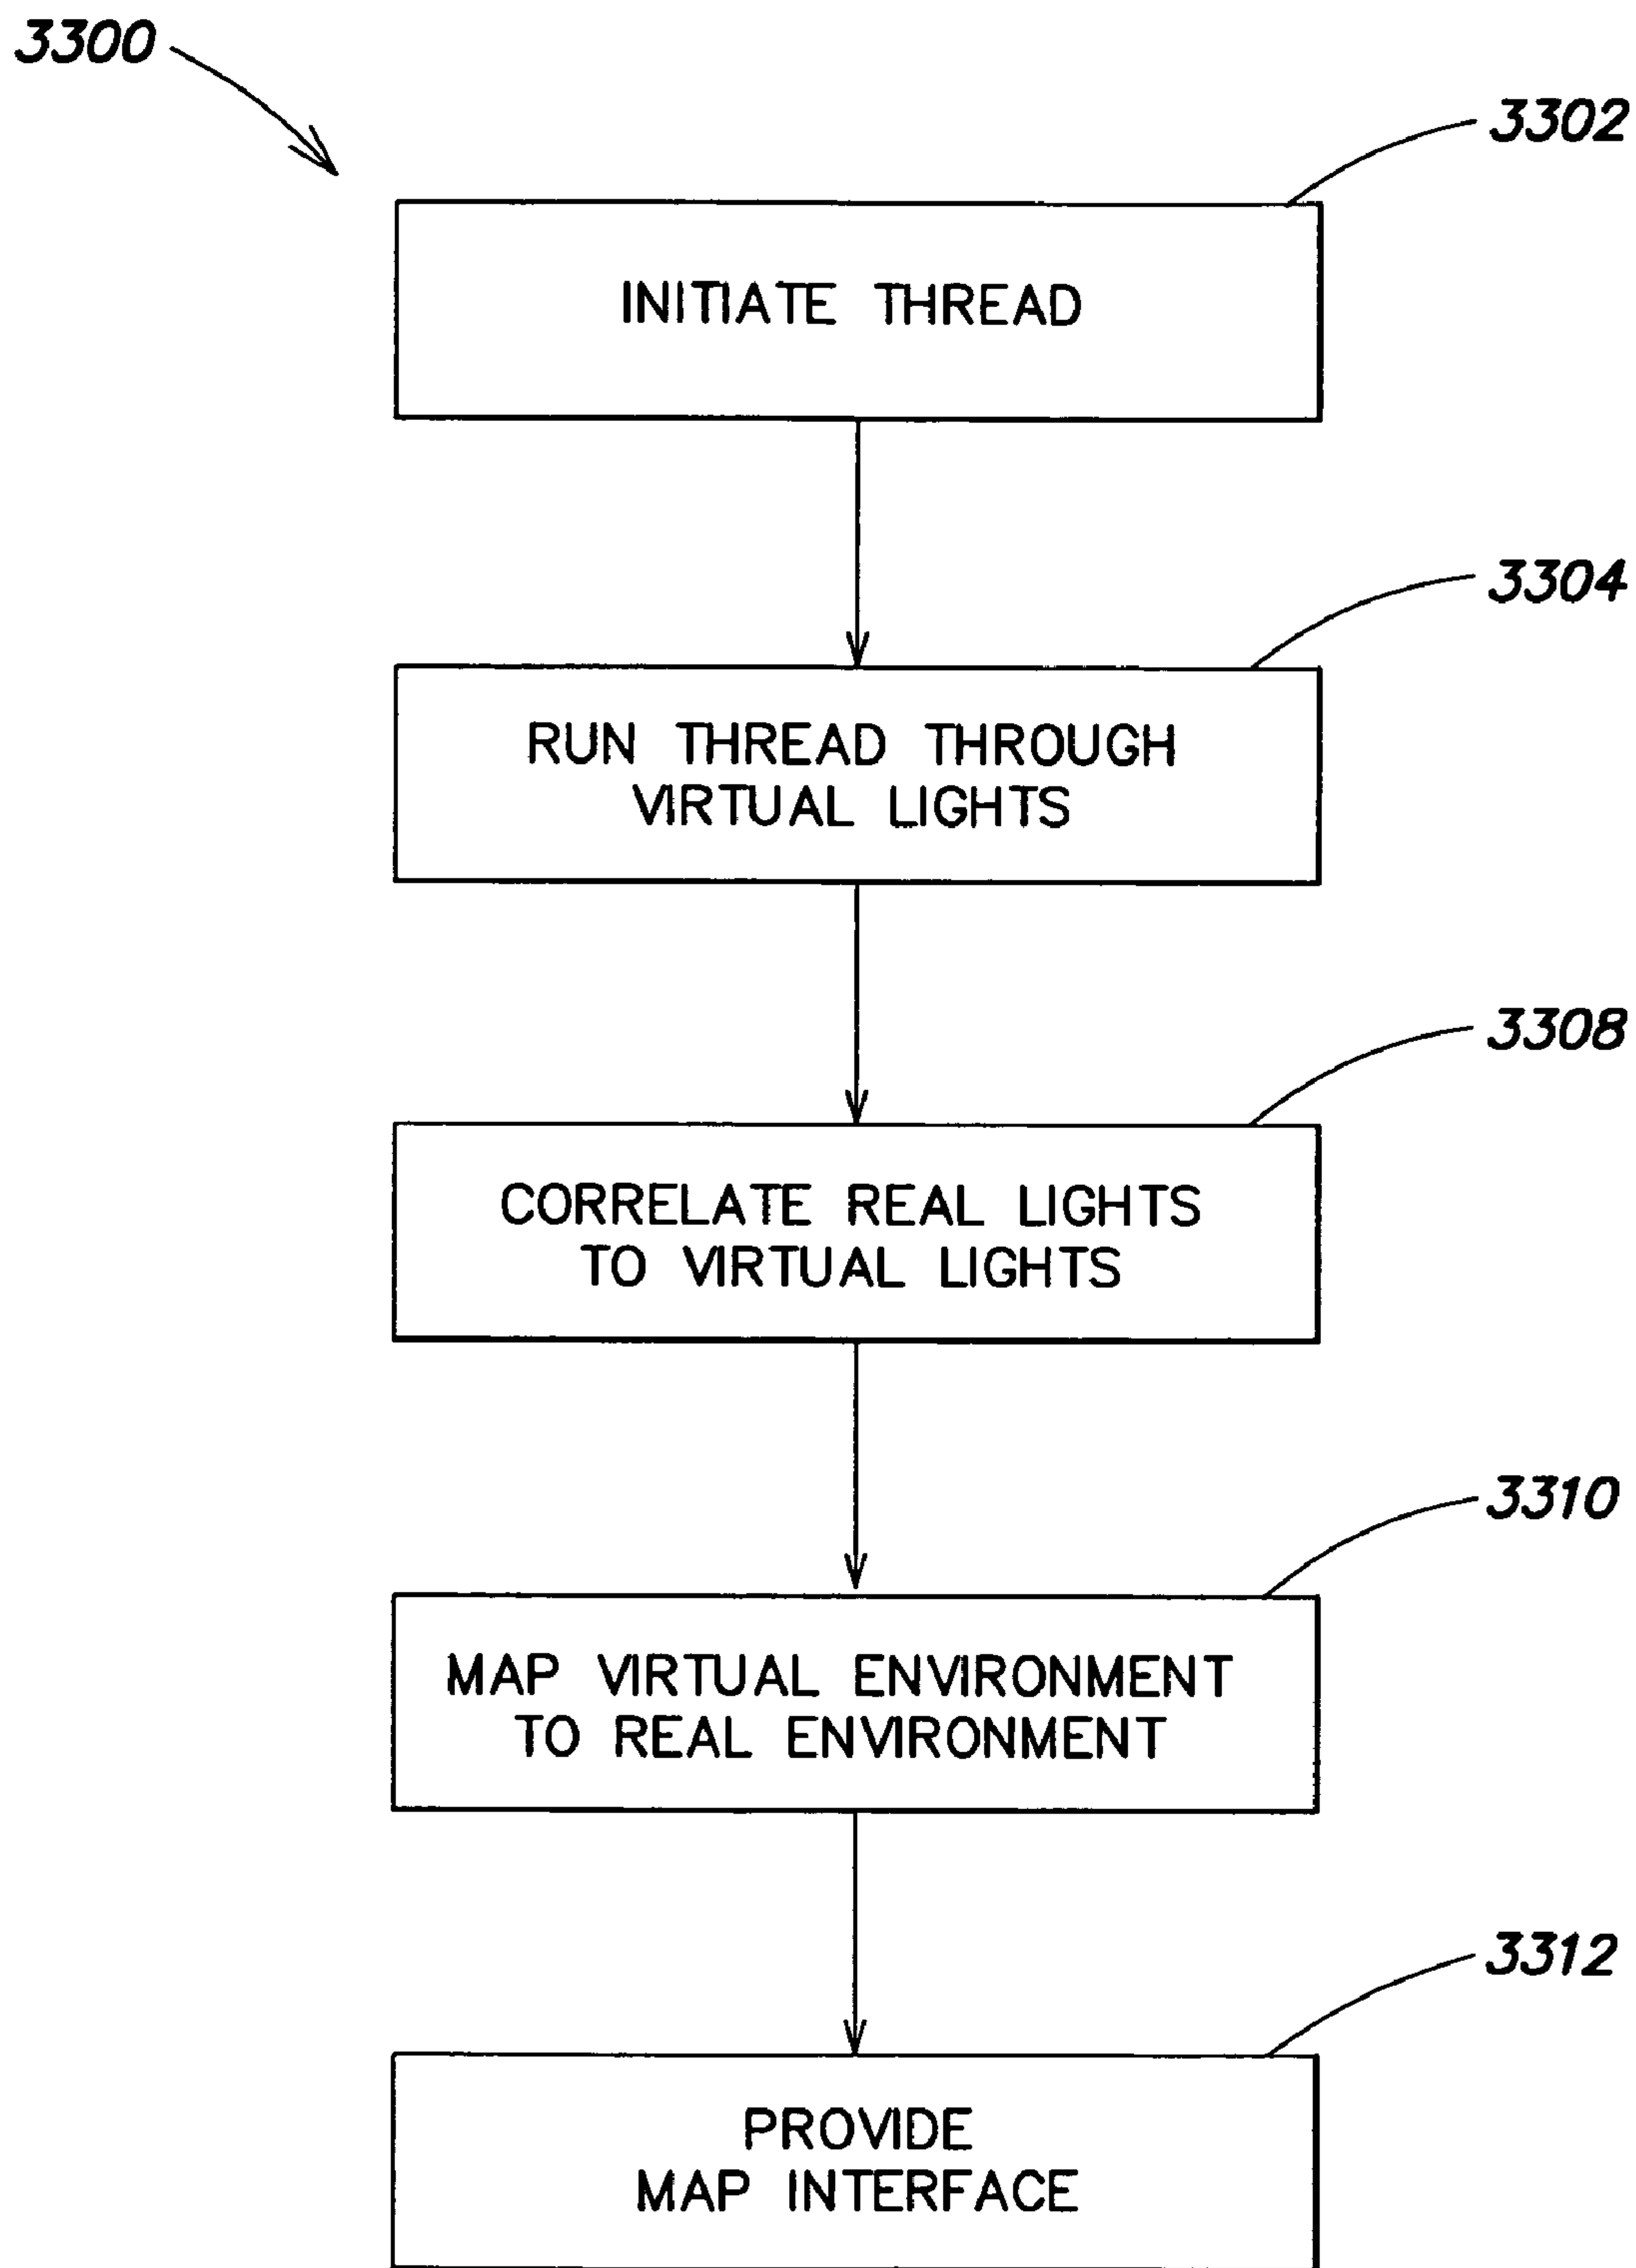 3300
3302
INITIATE THREAD
3304
RUN THREAD THROUGH
VIRTUAL LIGHTS
3308
CORRELATE REAL LIGHTS
TO VIRTUAL LIGHTS
3310
MAP VIRTUAL ENVIRONMENT
TO REAL ENVIRONMENT
3312
PROVIDE
MAP INTERFACE